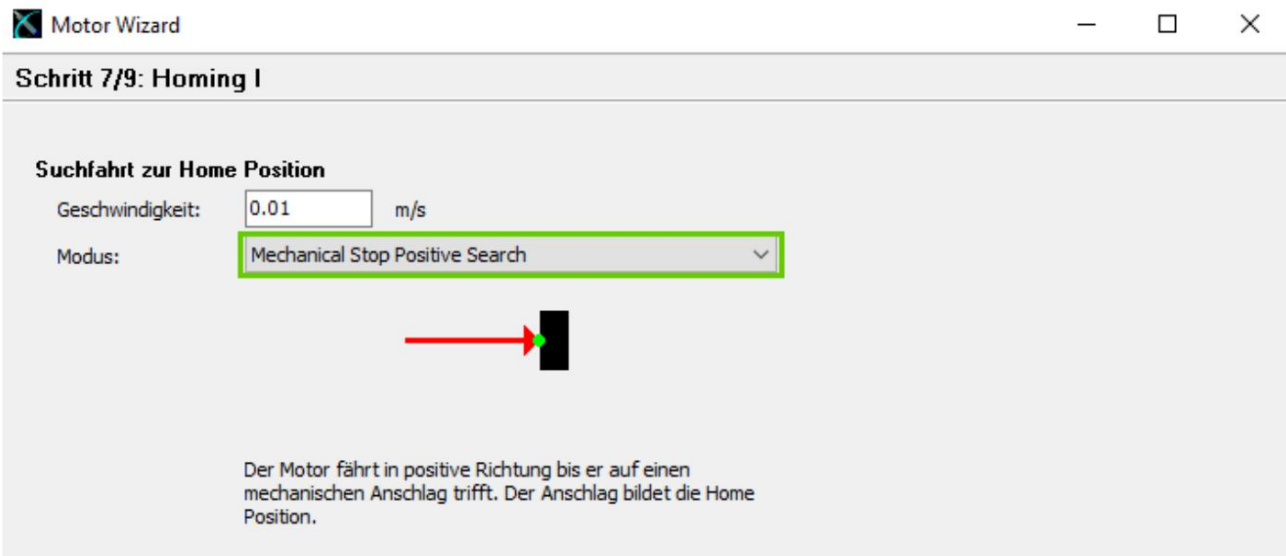 Motor Wizard
Schritt 7/9: Homing I
Suchfahrt zur Home Position
Geschwindigkeit: 0.01 m/s
Modus: Mechanical Stop Positive Search
Der Motor fährt in positive Richtung bis er auf einen
mechanischen Anschlag trifft. Der Anschlag bildet die Home
Position.